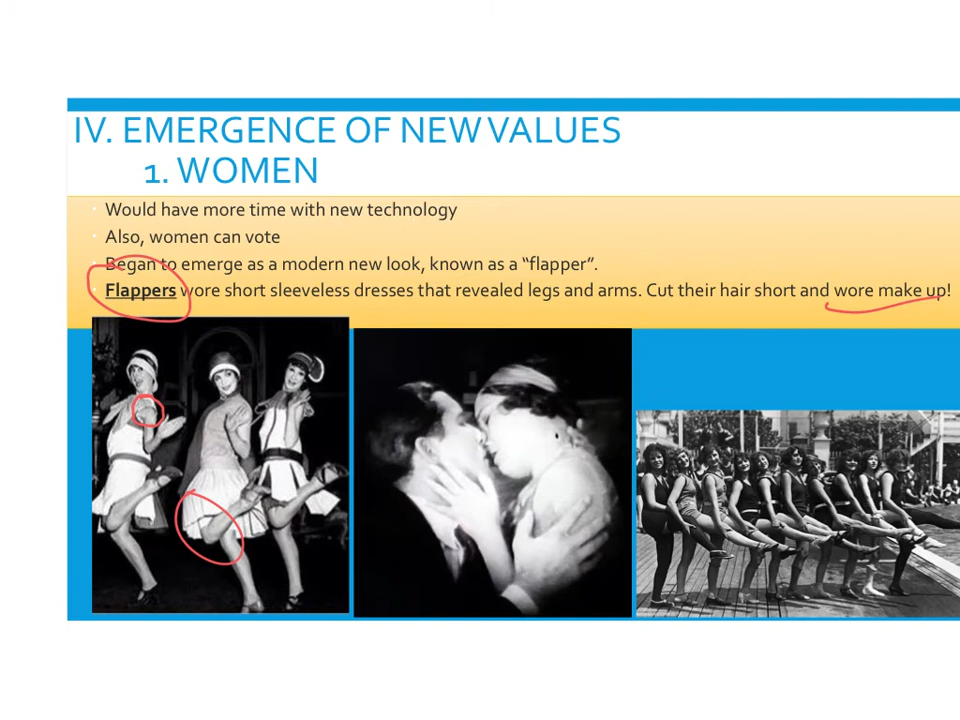 IV. EMERGENCE OF NEW VALUES
1. WOMEN
Would have more time with new technology
Also, women can vote
Began to emerge as a modern new look, known as a “flapper”.
Flappers wore short sleeveless dresses that revealed legs and arms. Cut their hair short and wore make up!